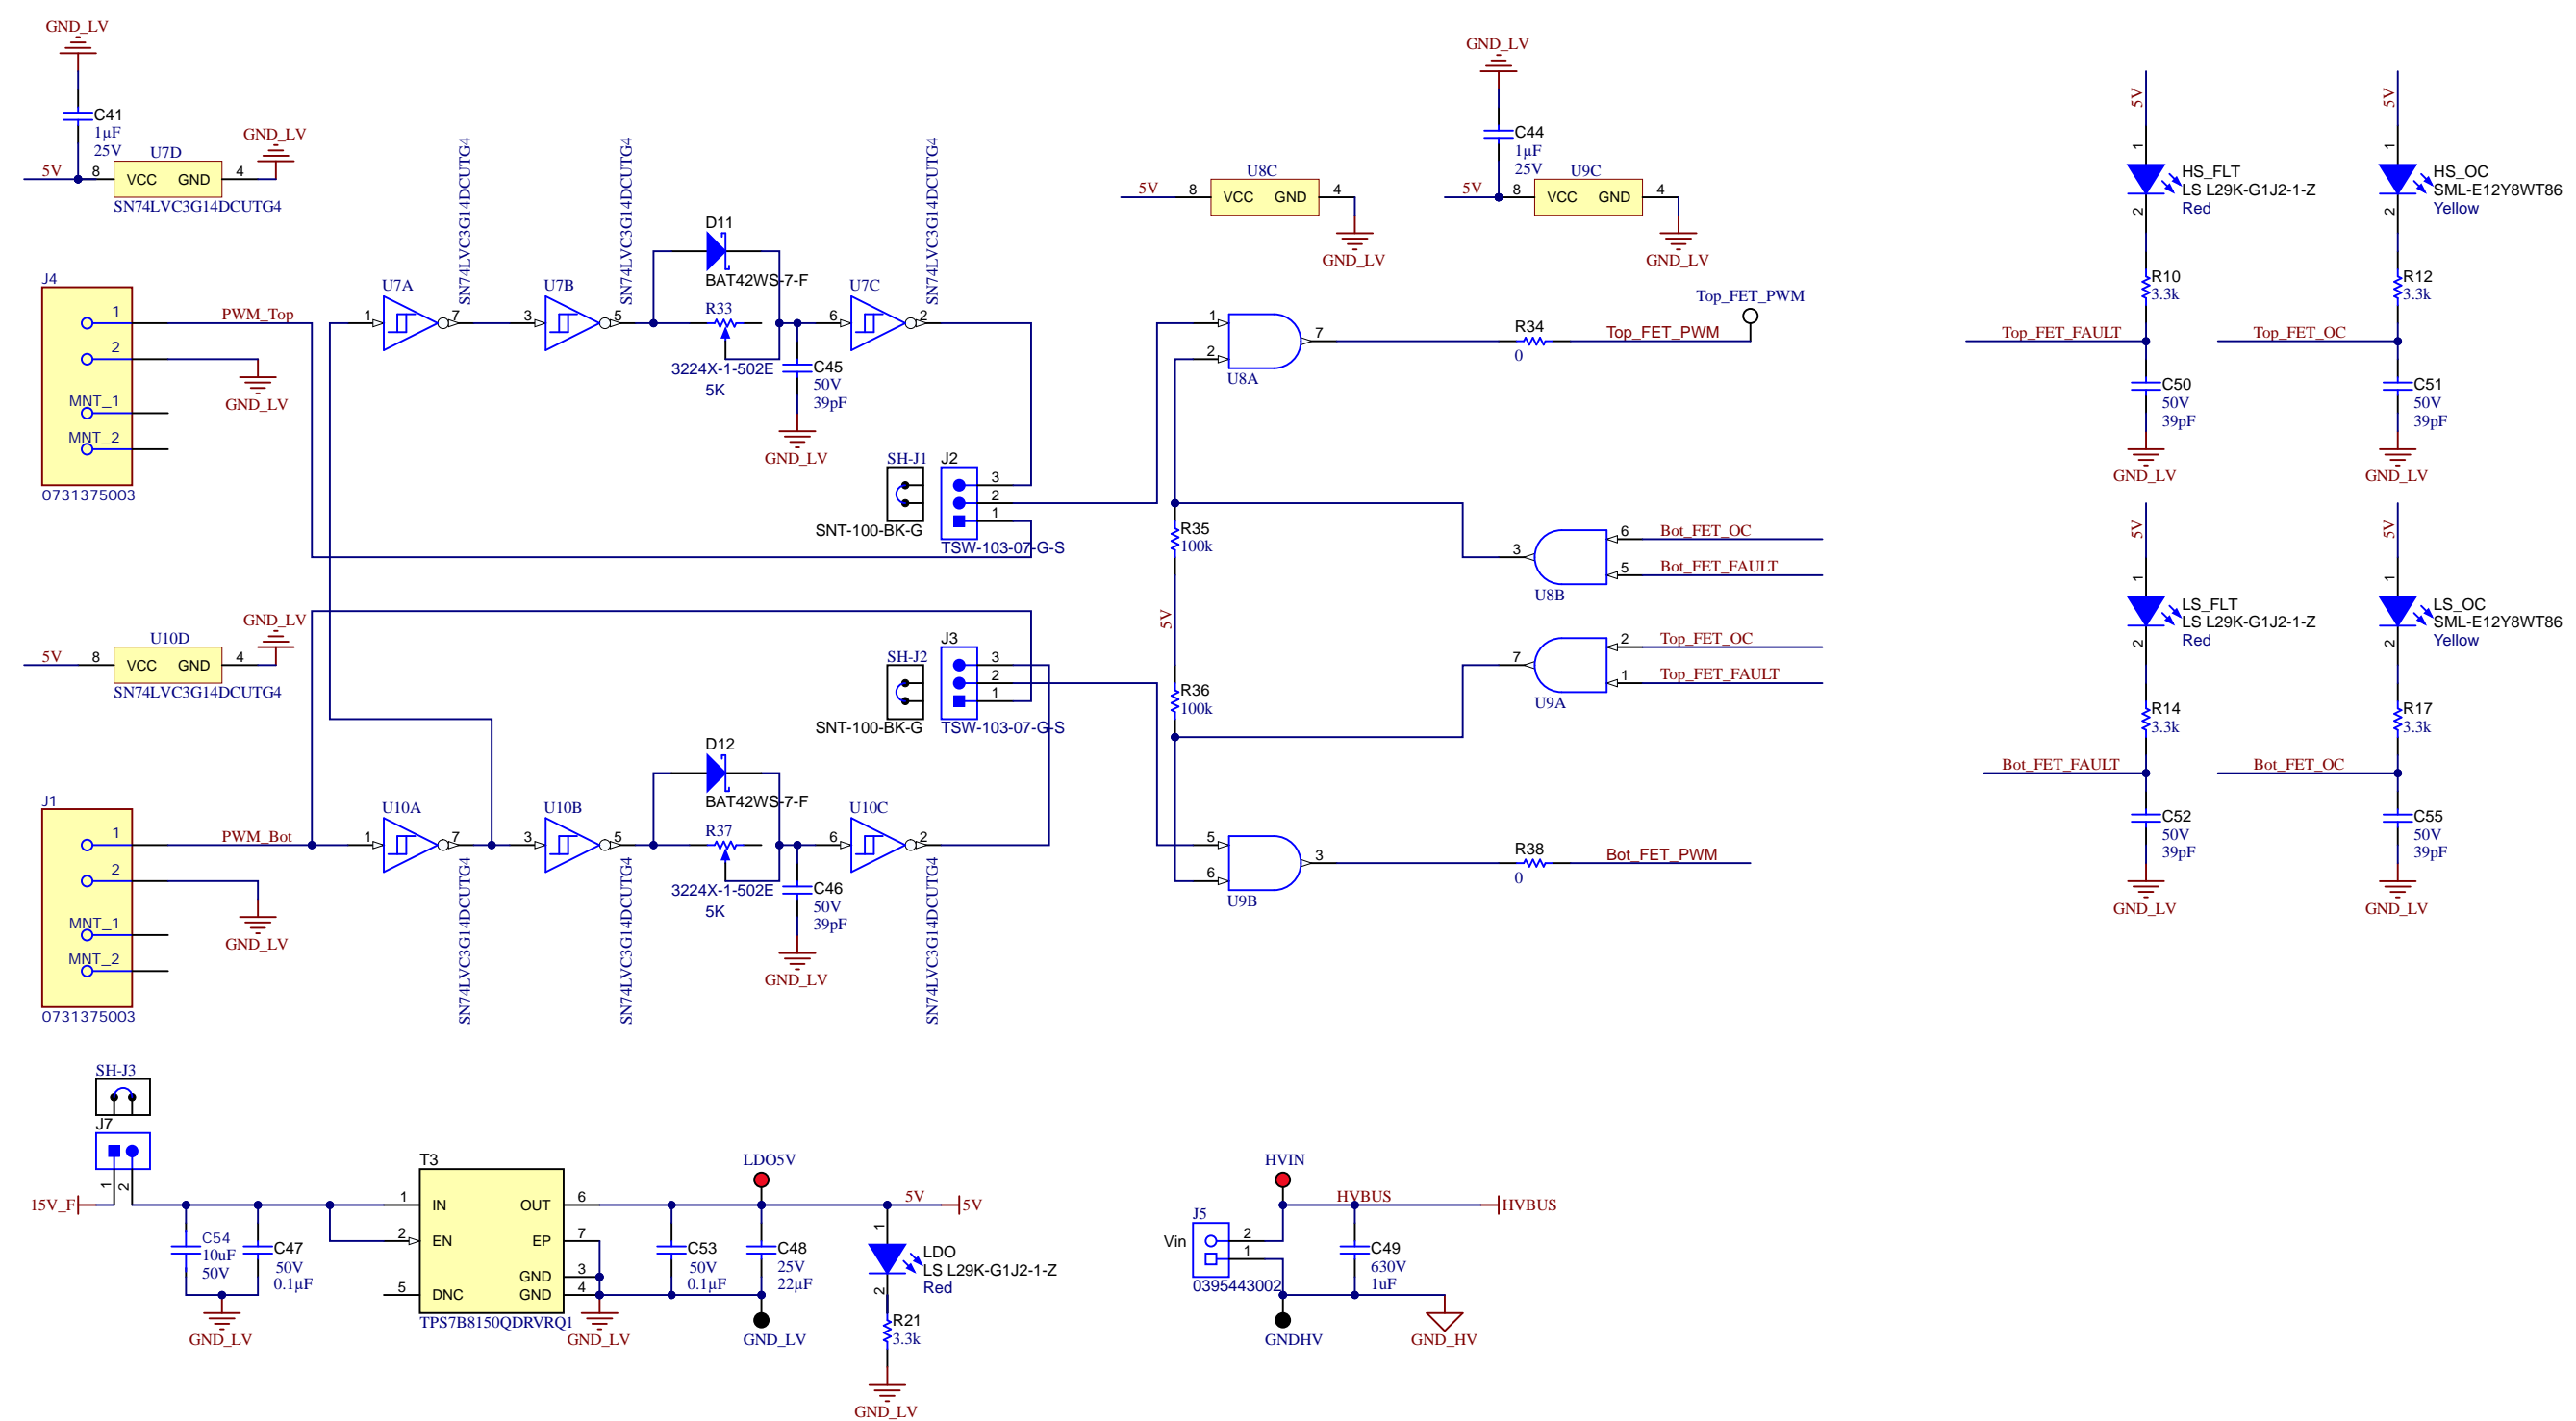 GND_LV
C41
1µF
25V
5V
8
U7D
VCC GND
4
GND_LV
SN74LVC3G14DCUTG4
J4
1
2
MNT_1
MNT_2
0731375003
PWM_Top
GND_LV
U7A
1
7
SN74LVC3G14DCUTG4
U7B
3
5
SN74LVC3G14DCUTG4
D11
BAT42WS-7-F
R33
3224X-1-502E
5K
C45
50V
39pF
GND_LV
U7C
6
2
SN74LVC3G14DCUTG4
SH-J1
SNT-100-BK-G
J2
3
2
1
TSW-103-07-G-S
5V
8
U8C
VCC GND
4
GND_LV
GND_LV
C44
1µF
25V
5V
8
U9C
VCC GND
4
GND_LV
1
2
7
U8A
R34
0
Top_FET_PWM
Top_FET_PWM
R35
100k
5V
R36
100k
3
6
5
U8B
Bot_FET_OC
Bot_FET_FAULT
7
2
1
U9A
Top_FET_OC
Top_FET_FAULT
5V
8
U10D
VCC GND
4
GND_LV
SN74LVC3G14DCUTG4
SH-J2
SNT-100-BK-G
J3
3
2
1
TSW-103-07-G-S
J1
1
2
MNT_1
MNT_2
0731375003
PWM_Bot
GND_LV
U10A
1
7
SN74LVC3G14DCUTG4
U10B
3
5
SN74LVC3G14DCUTG4
D12
BAT42WS-7-F
R37
3224X-1-502E
5K
C46
50V
39pF
GND_LV
U10C
6
2
SN74LVC3G14DCUTG4
5
6
3
U9B
R38
0
Bot_FET_PWM
5V
1
2
HS_FLT
LS L29K-G1J2-1-Z
Red
R10
3.3k
Top_FET_FAULT
C50
50V
39pF
GND_LV
5V
1
2
HS_OC
SML-E12Y8WT86
Yellow
R12
3.3k
Top_FET_OC
C51
50V
39pF
GND_LV
5V
1
2
LS_FLT
LS L29K-G1J2-1-Z
Red
R14
3.3k
Bot_FET_FAULT
C52
50V
39pF
GND_LV
5V
1
2
LS_OC
SML-E12Y8WT86
Yellow
R17
3.3k
Bot_FET_OC
C55
50V
39pF
GND_LV
SH-J3
J7
1
2
15V_F
C54
10uF
50V
C47
50V
0.1µF
GND_LV
T3
1
IN
2
EN
5
DNC
OUT
6
EP
7
GND
3
GND
4
TPS7B8150QDRVRQ1
GND_LV
C53
50V
0.1µF
LDO5V
C48
25V
22µF
GND_LV
5V
5V
1
2
LDO
LS L29K-G1J2-1-Z
Red
R21
3.3k
GND_LV
HVIN
J5
Vin
2
1
0395443002
HVBUS
HVBUS
C49
630V
1uF
GNDHV
GND_HV